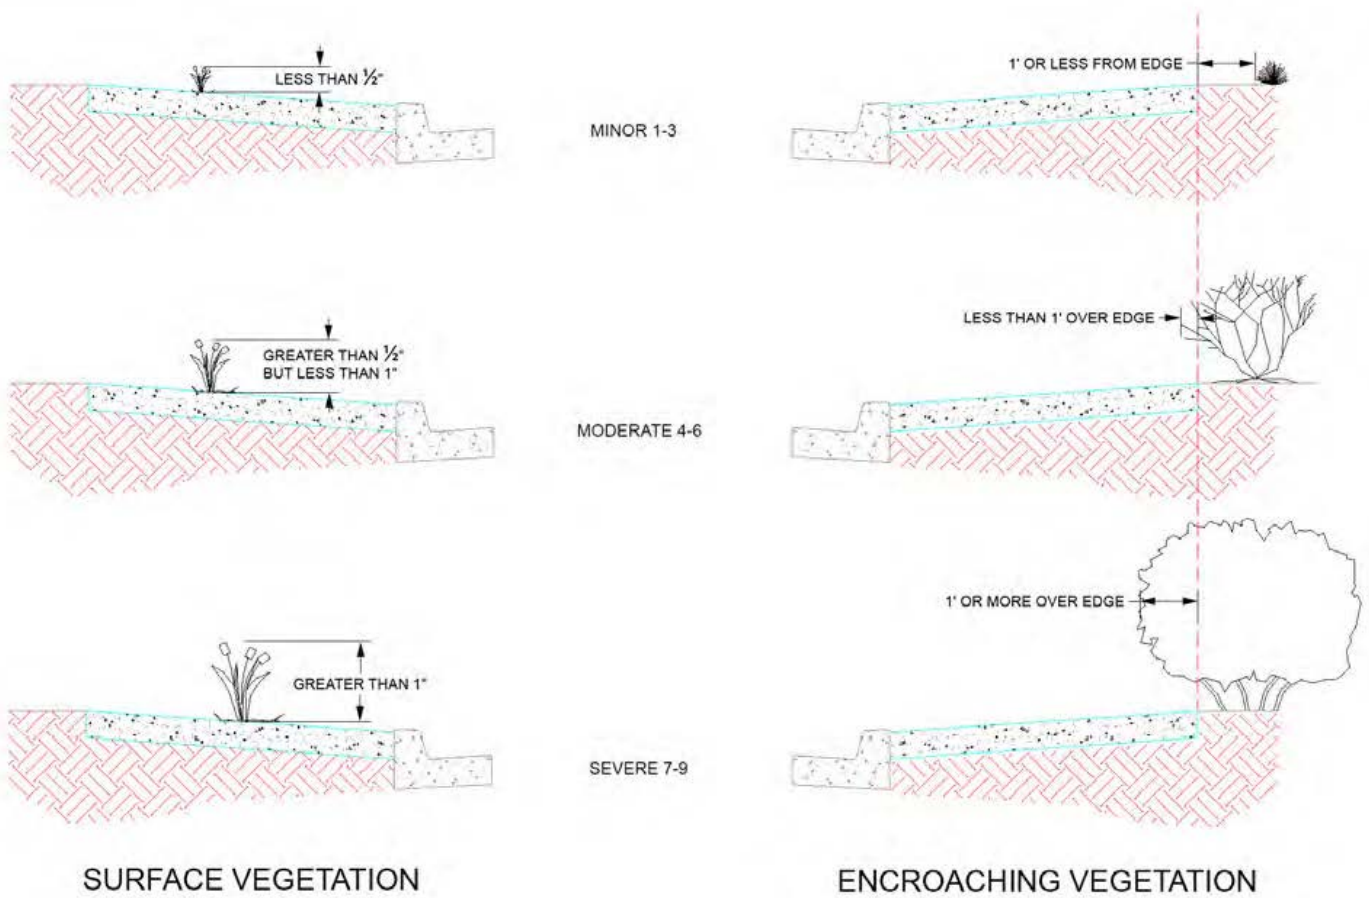 LESS THAN ½"
1' OR LESS FROM EDGE
MINOR 1-3
LESS THAN 1' OVER EDGE
GREATER THAN ½"
BUT LESS THAN 1"
MODERATE 4-6
1' OR MORE OVER EDGE
GREATER THAN 1"
SEVERE 7-9
SURFACE VEGETATION
ENCROACHING VEGETATION